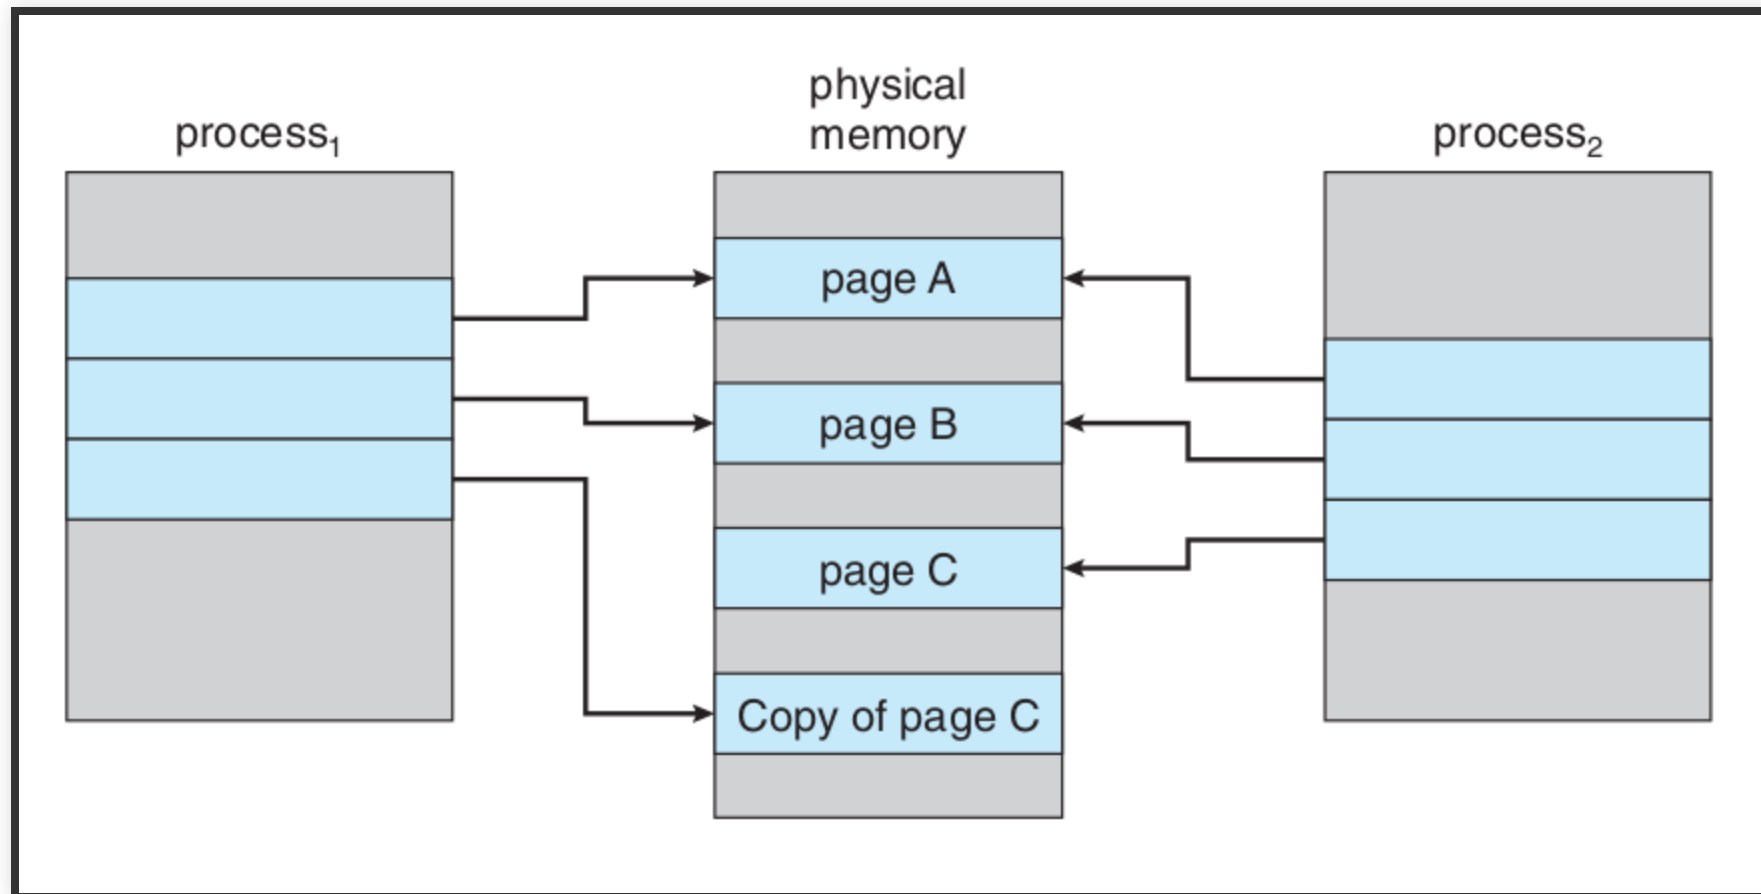 process₁
physical
memory
process₂
page A
page B
page C
Copy of page C